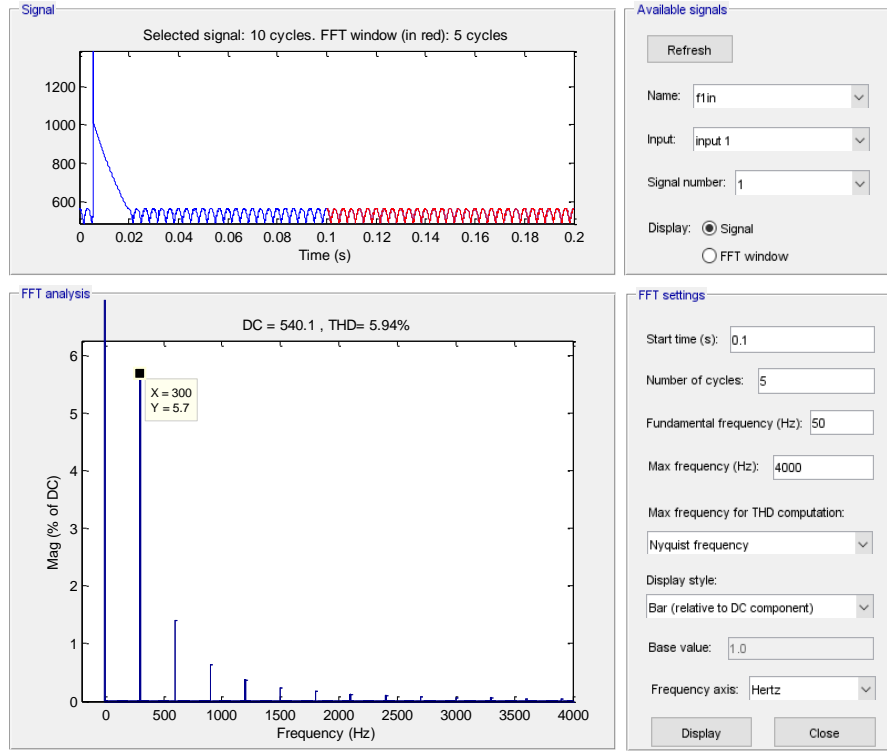 Signal
Selected signal: 10 cycles. FFT window (in red): 5 cycles
1200
1000
800
600
0 0.02 0.04 0.06 0.08 0.1 0.12 0.14 0.16 0.18 0.2
Time (s)
Available signals
Refresh
Name: f1in
Input: input 1
Signal number: 1
Display: Signal
FFT window
FFT analysis
DC = 540.1 , THD= 5.94%
6
5
4
3
2
1
0
Mag (% of DC)
X = 300
Y = 5.7
0 500 1000 1500 2000 2500 3000 3500 4000
Frequency (Hz)
FFT settings
Start time (s): 0.1
Number of cycles: 5
Fundamental frequency (Hz): 50
Max frequency (Hz): 4000
Max frequency for THD computation:
Nyquist frequency
Display style:
Bar (relative to DC component)
Base value: 1.0
Frequency axis: Hertz
Display Close